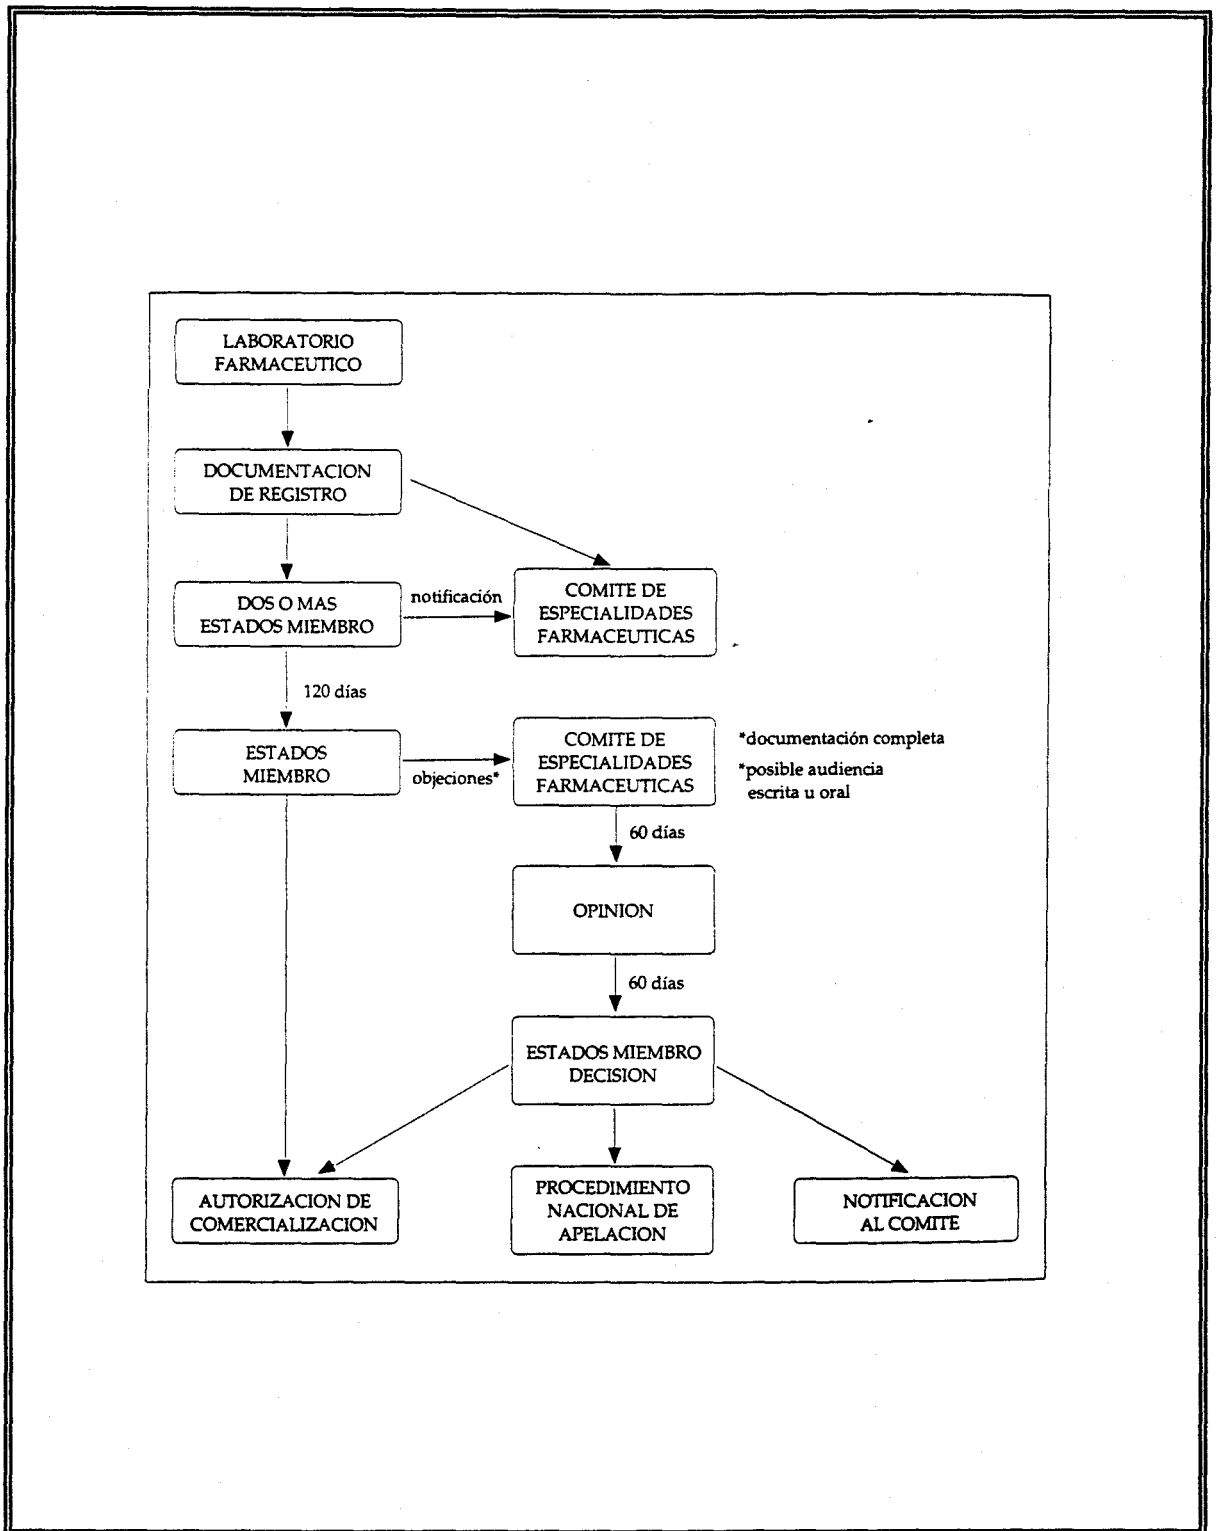 LABORATORIO
FARMACEUTICO
DOCUMENTACION
DE REGISTRO
DOS O MAS
ESTADOS MIEMBRO
notificación
COMITE DE
ESPECIALIDADES
FARMACEUTICAS
120 días
ESTADOS
MIEMBRO
objeciones*
COMITE DE
ESPECIALIDADES
FARMACEUTICAS
*documentación completa
*posible audiencia
escrita u oral
60 días
OPINION
60 días
ESTADOS MIEMBRO
DECISION
AUTORIZACION DE
COMERCIALIZACION
PROCEDIMIENTO
NACIONAL DE
APELACION
NOTIFICACION
AL COMITE